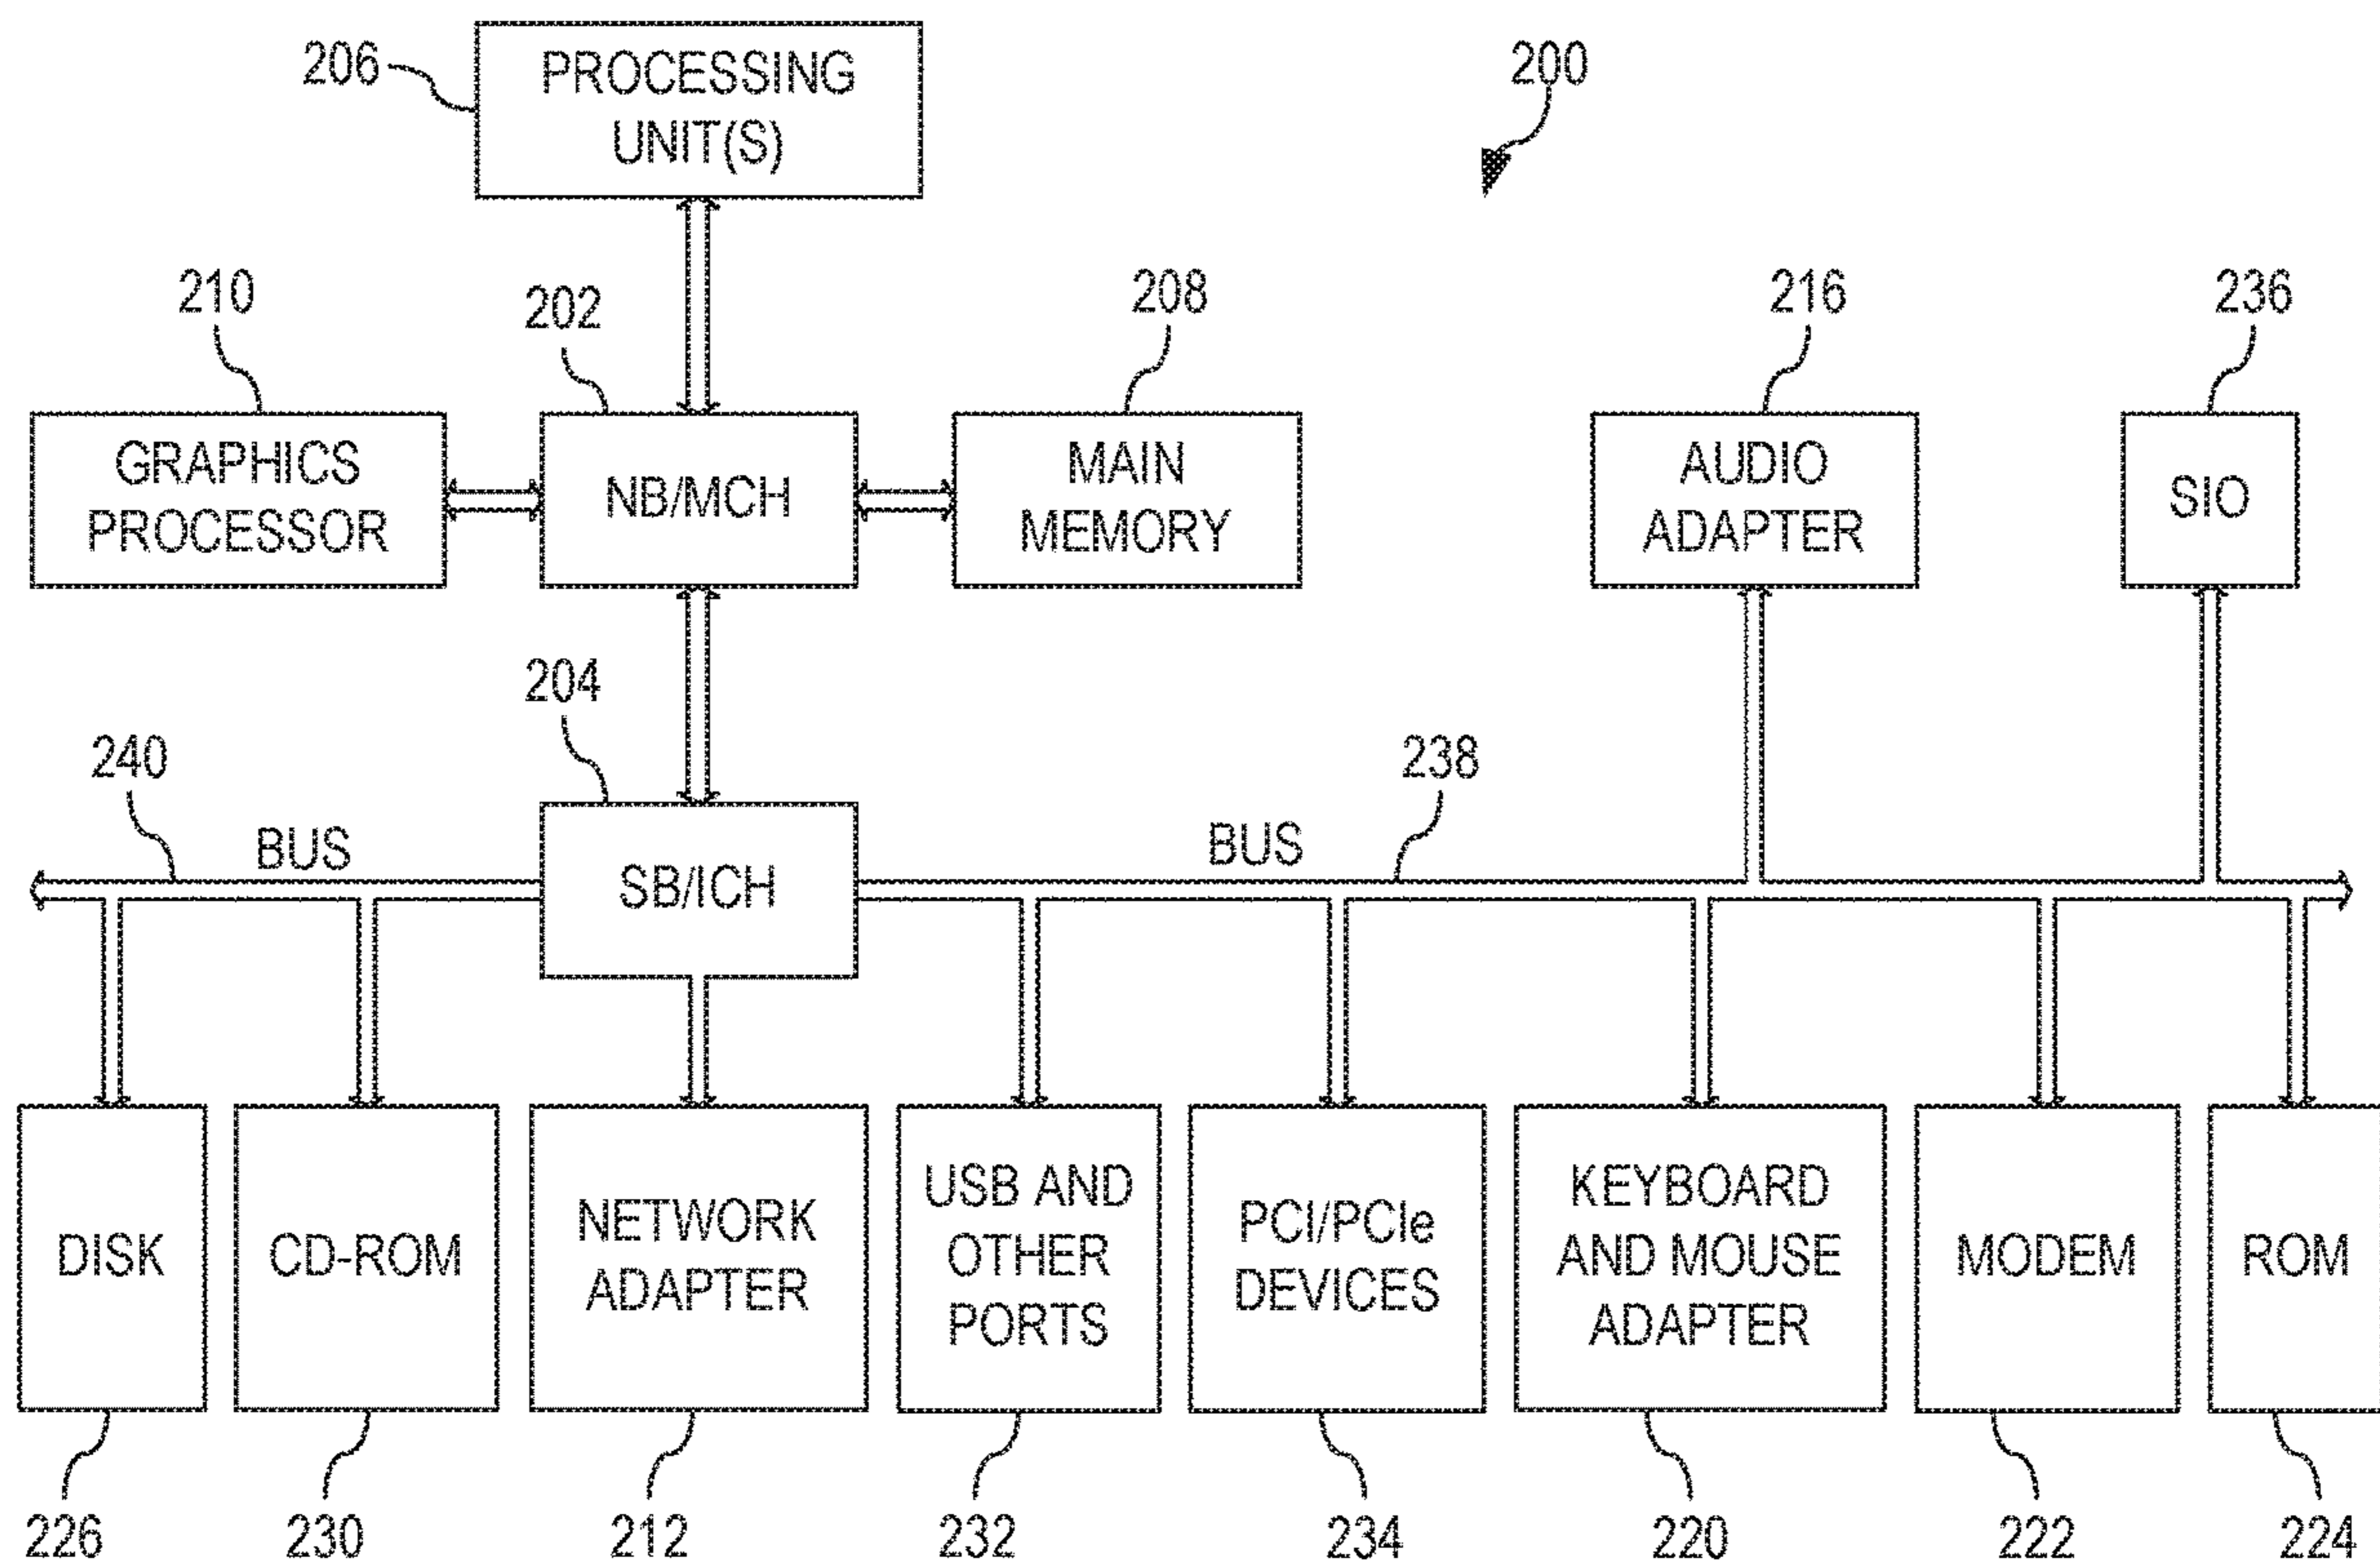 206
PROCESSING
UNIT(S)
200
210
202
208
216
236
GRAPHICS
PROCESSOR
NB/MCH
MAIN
MEMORY
AUDIO
ADAPTER
SIO
204
240
238
BUS
BUS
SB/ICH
DISK
CD-ROM
NETWORK
ADAPTER
USB AND
OTHER
PORTS
PCI/PCIe
DEVICES
KEYBOARD
AND MOUSE
ADAPTER
MODEM
ROM
226
230
212
232
234
220
222
224